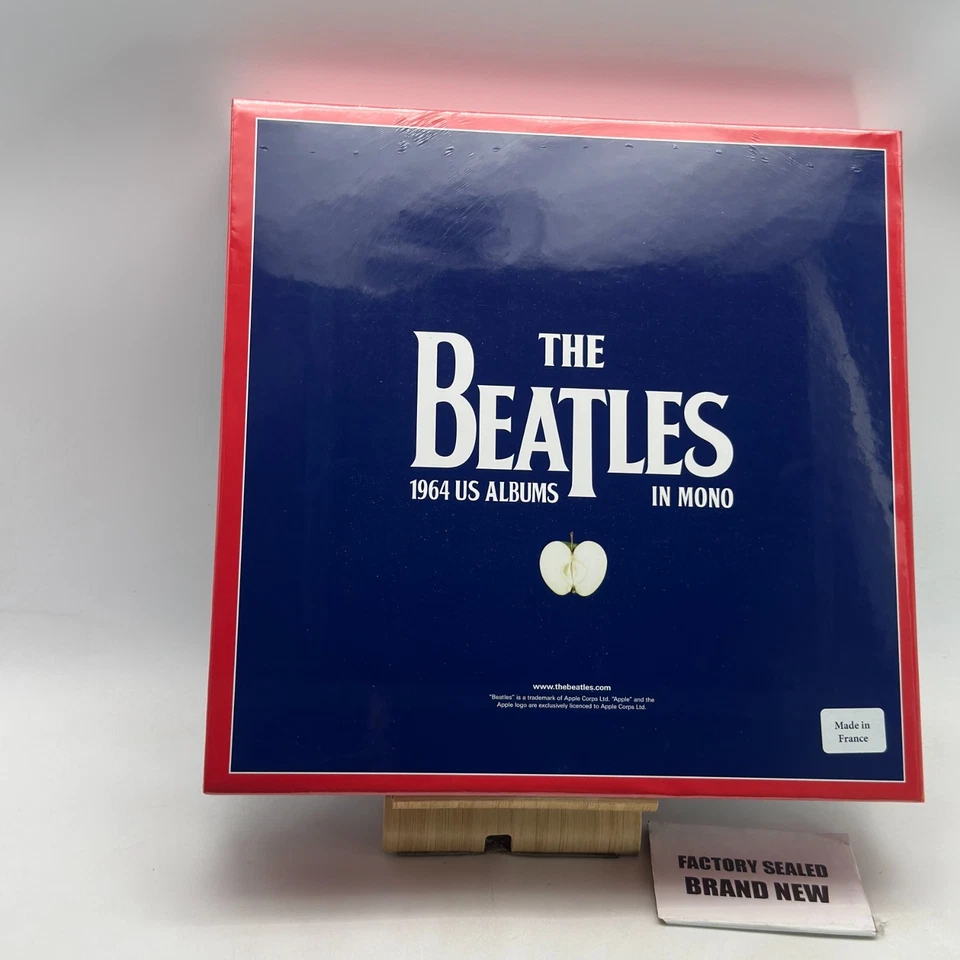 THE
BEATLES
1964 US ALBUMS IN MONO
www.thebeatles.com
"Beatles" is a trademark of Apple Corps Ltd. "Apple" and the
Apple logo are exclusively licenced to Apple Corps Ltd.
Made in
France
FACTORY SEALED
BRAND NEW